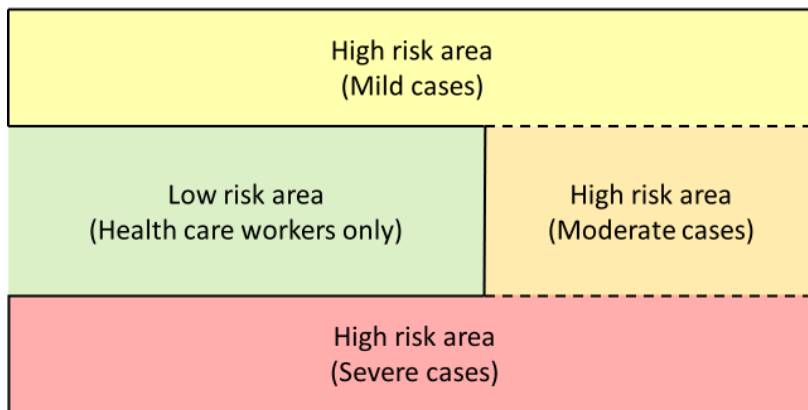 High risk area
(Mild cases)
Low risk area
(Health care workers only)
High risk area
(Moderate cases)
High risk area
(Severe cases)